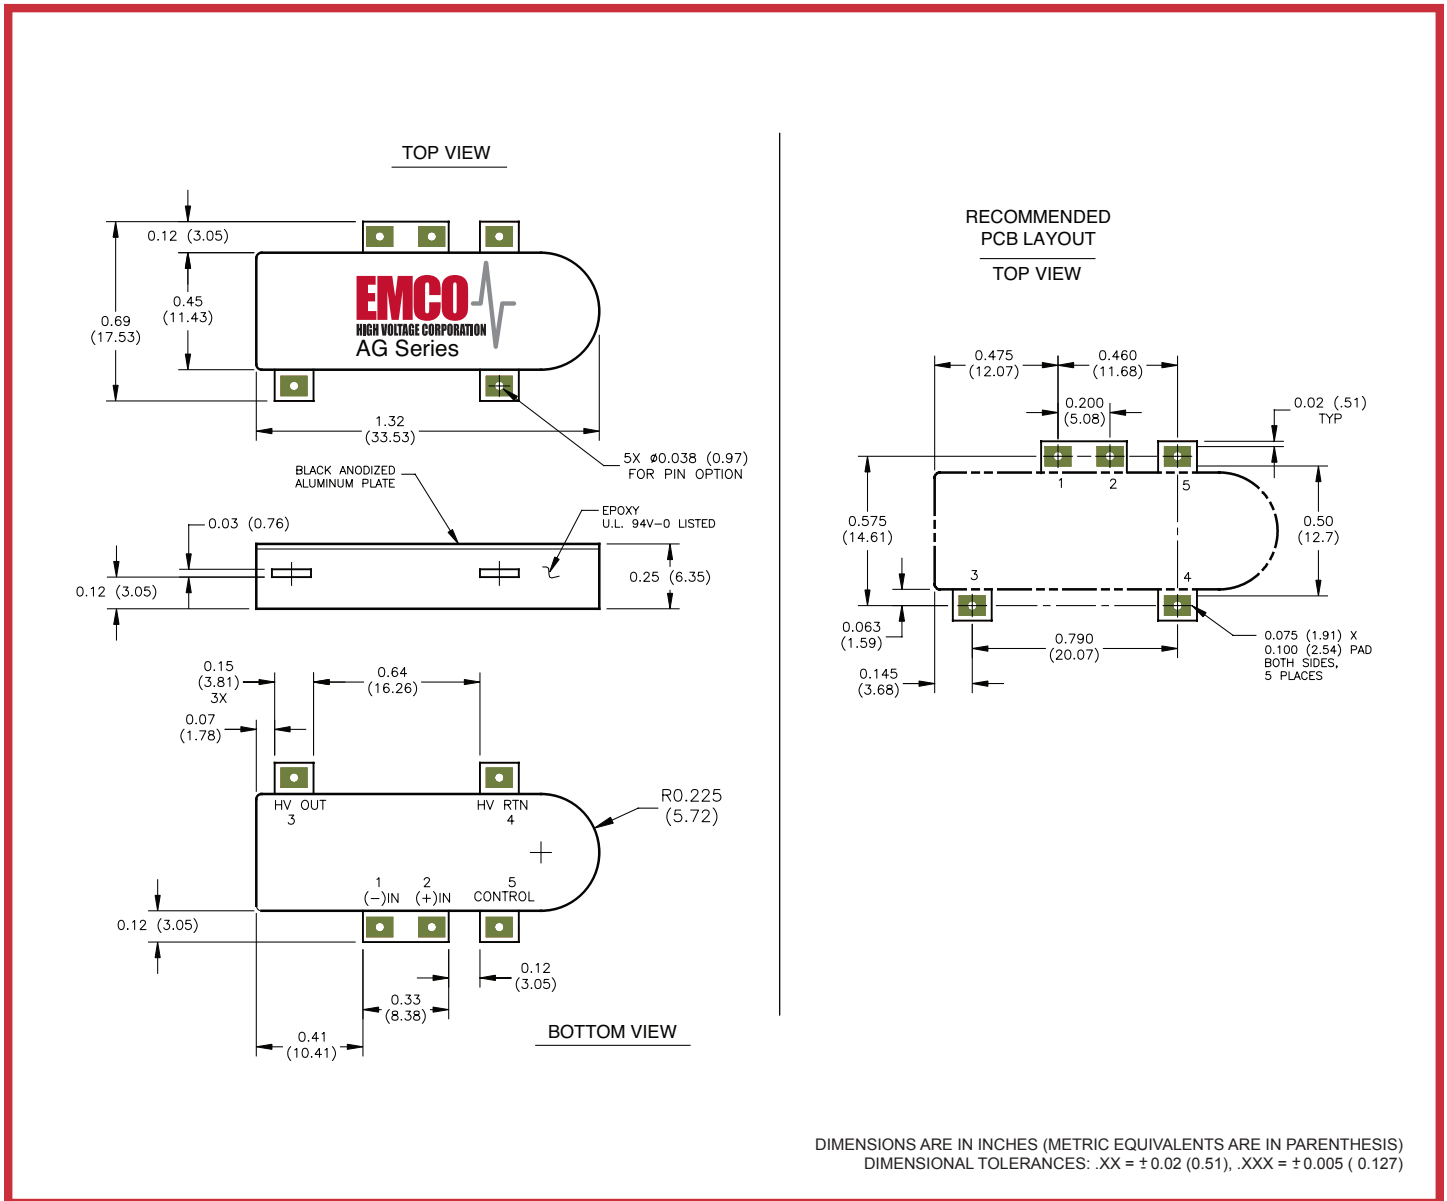 TOP VIEW
0.12 (3.05)
0.45
(11.43)
0.69
(17.53)
EMCO
HIGH VOLTAGE CORPORATION
AG Series
1.32
(33.53)
5X ø0.038 (0.97)
FOR PIN OPTION
BLACK ANODIZED
ALUMINUM PLATE
EPOXY
U.L. 94V-0 LISTED
0.03 (0.76)
0.12 (3.05)
0.25 (6.35)
0.15
(3.81)
3X
0.64
(16.26)
0.07
(1.78)
HV OUT
3
HV RTN
4
R0.225
(5.72)
1
(-)IN
2
(+)IN
5
CONTROL
0.12 (3.05)
0.12
(3.05)
0.33
(8.38)
0.41
(10.41)
BOTTOM VIEW
RECOMMENDED
PCB LAYOUT
TOP VIEW
0.475
(12.07)
0.460
(11.68)
0.200
(5.08)
0.02 (.51)
TYP
1
2
5
0.575
(14.61)
0.50
(12.7)
3
4
0.063
(1.59)
0.790
(20.07)
0.145
(3.68)
0.075 (1.91) X
0.100 (2.54) PAD
BOTH SIDES,
5 PLACES
DIMENSIONS ARE IN INCHES (METRIC EQUIVALENTS ARE IN PARENTHESIS)
DIMENSIONAL TOLERANCES: .XX = ± 0.02 (0.51), .XXX = ± 0.005 ( 0.127)